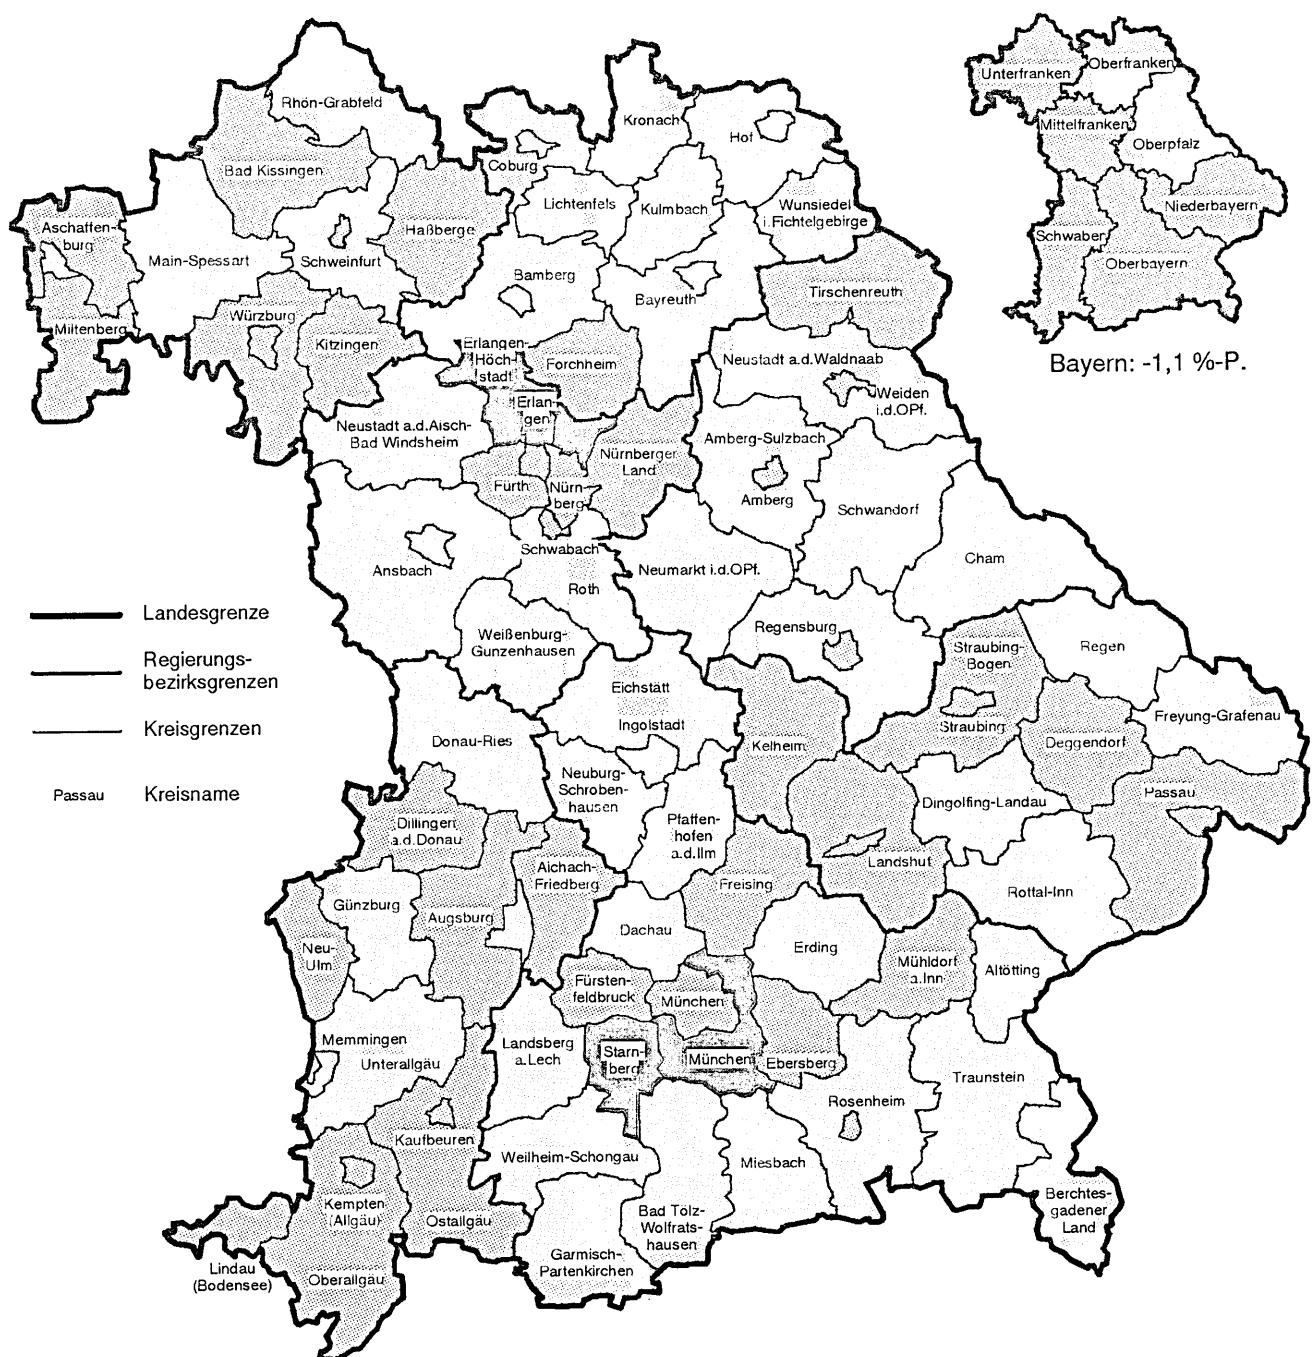 Rhön-Grabfeld
Bad Kissingen
Coburg
Kronach
Hof
Lichtenfels
Kulmbach
Wunsiedel
i.Fichtelgebirge
Aschaffen-
burg
Main-Spessart
Schweinfurt
Haßberge
Bamberg
Bayreuth
Tirschenreuth
Miltenberg
Würzburg
Kitzingen
Erlangen-
Höch-
stadt
Forchheim
Neustadt a.d.Waldnaab
Weiden
i.d.OPf.
Erlan-
gen
Neustadt a.d.Aisch-
Bad Windsheim
Nürnberger
Land
Amberg-Sulzbach
Amberg
Fürth
Nürn-
berg
Schwandorf
Schwabach
Ansbach
Neumarkt i.d.OPf.
Cham
Roth
Weißenburg-
Gunzenhausen
Regensburg
Straubing-
Bogen
Regen
Straubing
Freyung-Grafenau
Eichstätt
Ingolstadt
Donau-Ries
Kelheim
Deggendorf
Passau
Neuburg-
Schroben-
hausen
Dingolfing-Landau
Dillingen
a.d.Donau
Pfaffen-
hofen
a.d.Ilm
Landshut
Rottal-Inn
Aichach-
Friedberg
Freising
Günzburg
Augsburg
Dachau
Erding
Neu-
Ulm
Mühldorf
a.Inn
Altötting
Fürsten-
feldbruck
München
Memmingen
Unterallgäu
Landsberg
a.Lech
Starn-
berg
München
Ebersberg
Traunstein
Rosenheim
Kaufbeuren
Weilheim-Schongau
Miesbach
Kempten
(Allgäu)
Ostallgäu
Bad Tölz-
Wolfrats-
hausen
Berchtes-
gadener
Land
Garmisch-
Partenkirchen
Lindau
(Bodensee)
Oberallgäu
Landesgrenze
Regierungs-
bezirksgrenzen
Kreisgrenzen
Passau Kreisname
Unterfranken
Oberfranken
Mittelfranken
Oberpfalz
Niederbayern
Schwaben
Oberbayern
Bayern: -1,1 %-P.